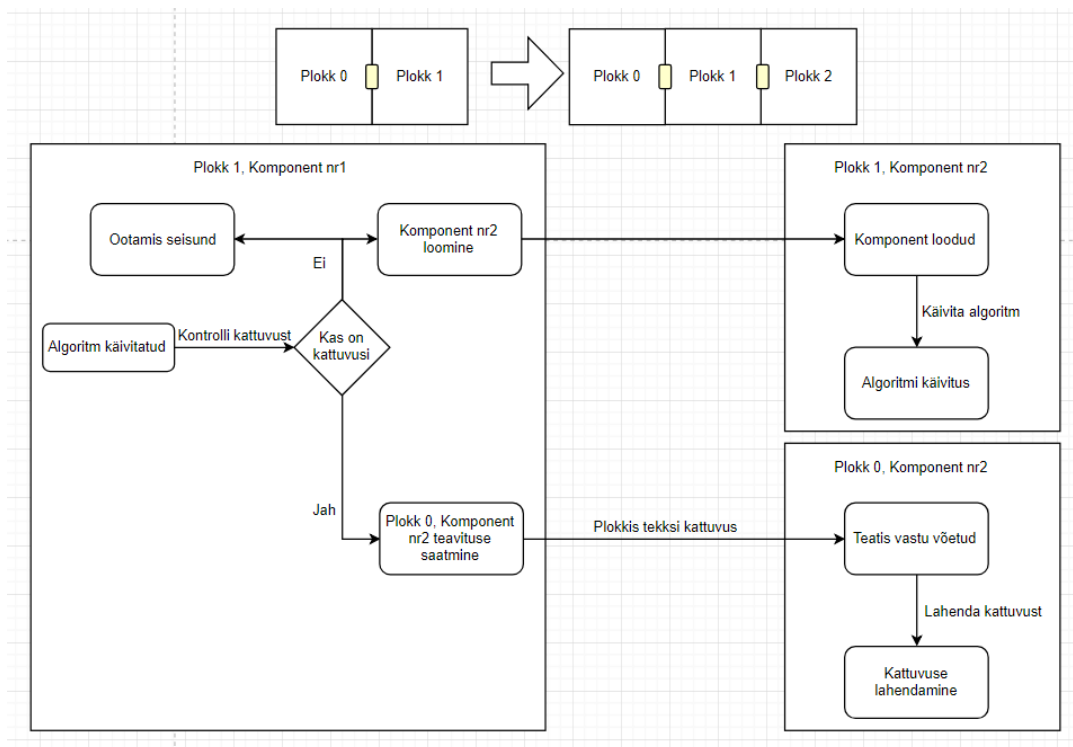 Plokk 0
Plokk 1
Plokk 0
Plokk 1
Plokk 2
Plokk 1, Komponent nr1
Ootamis seisund
Komponent nr2
loomine
Ei
Algoritm käivitatud
Kontrolli kattuvust
Kas on
kattuvusi
Jah
Plokk 0, Komponent
nr2 teavituse
saatmine
Plokkis tekksi kattuvus
Plokk 1, Komponent nr2
Komponent loodud
Käivita algoritm
Algoritmi käivitus
Plokk 0, Komponent nr2
Teatis vastu võetud
Lahenda kattuvust
Kattuvuse
lahendamine